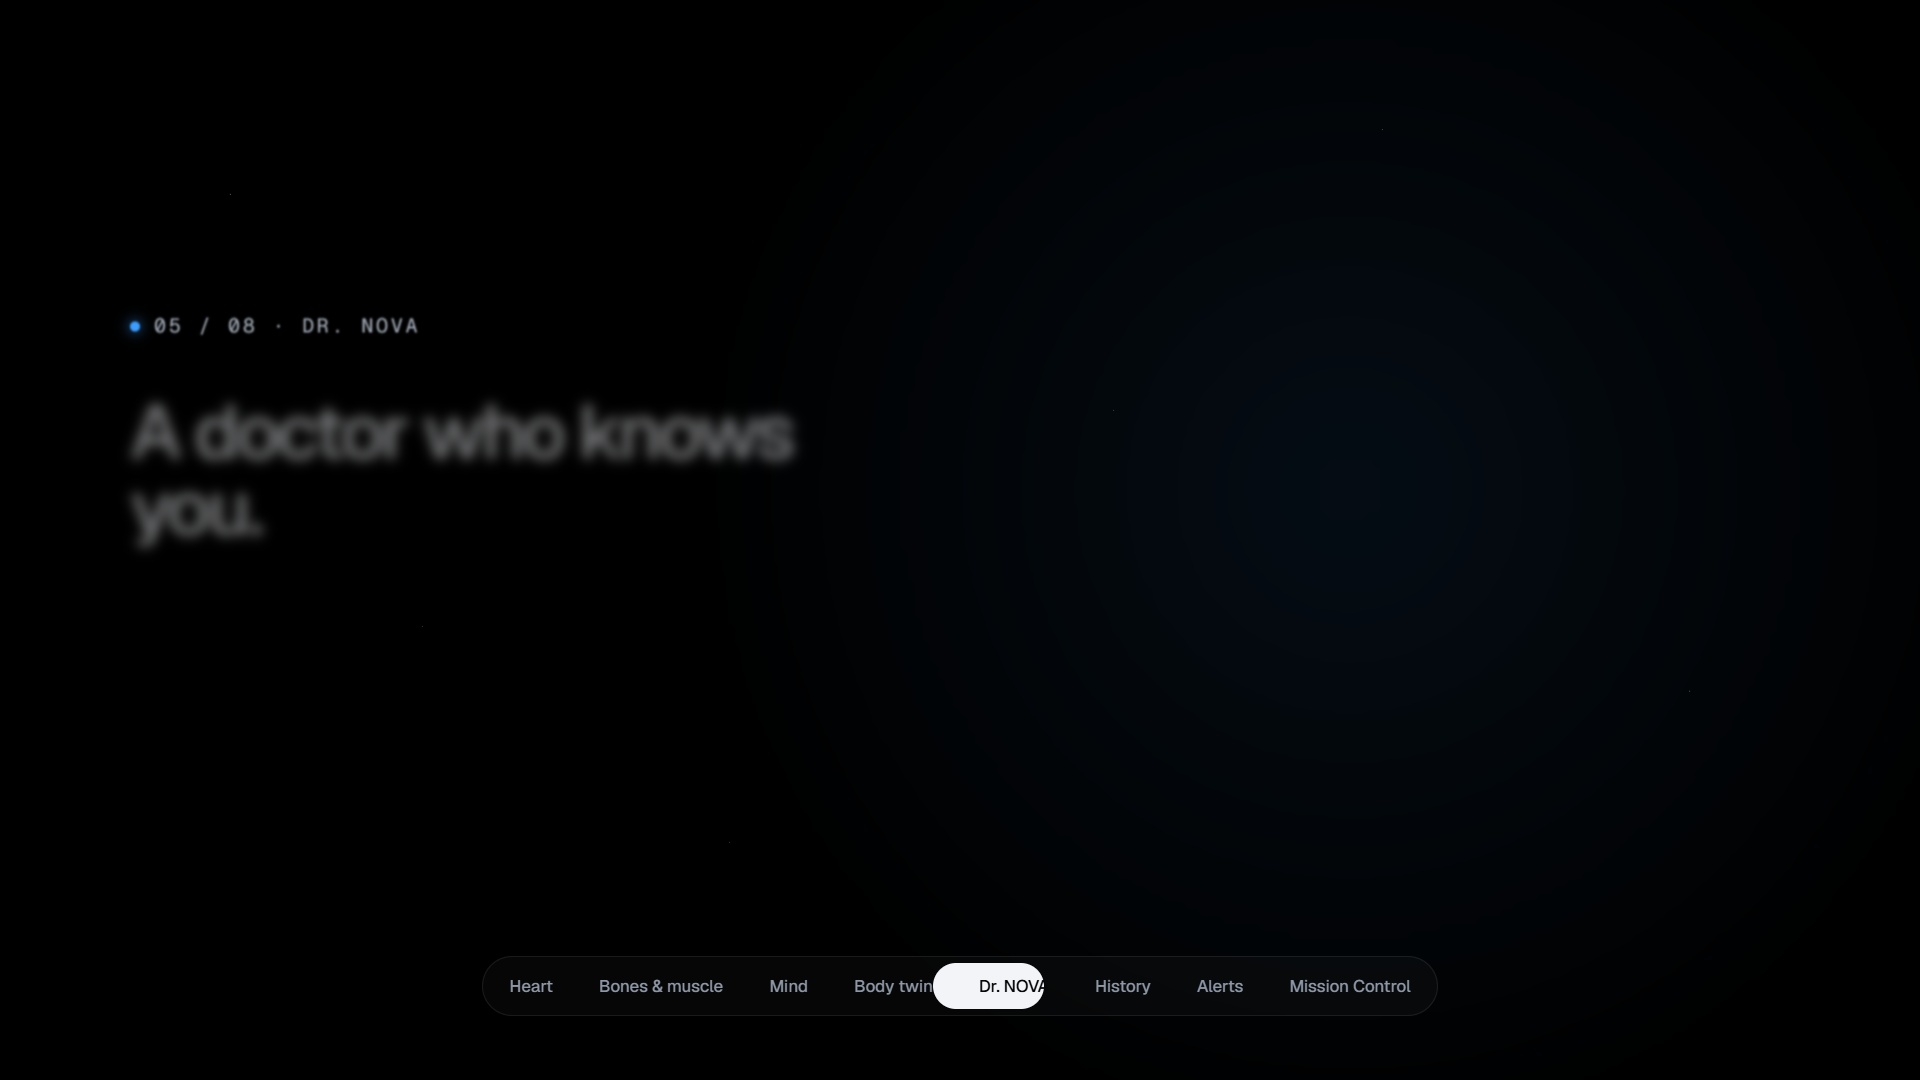 05 / 08 · DR. NOVA
A doctor who knows
you.
Heart Bones & muscle Mind Body twin Dr. NOVA History Alerts Mission Control